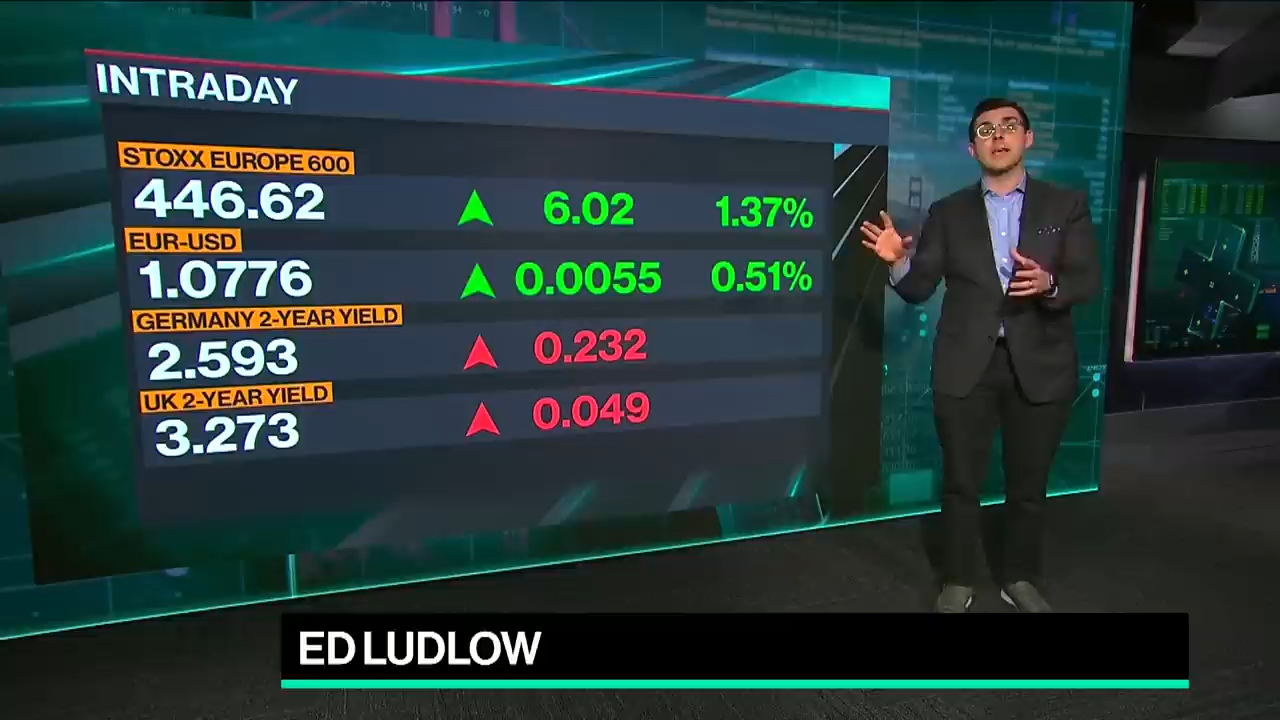 INTRADAY
STOXX EUROPE 600
446.62 6.02 1.37%
EUR-USD
1.0776 0.0055 0.51%
GERMANY 2-YEAR YIELD
2.593 0.232
UK 2-YEAR YIELD
3.273 0.049
ED LUDLOW